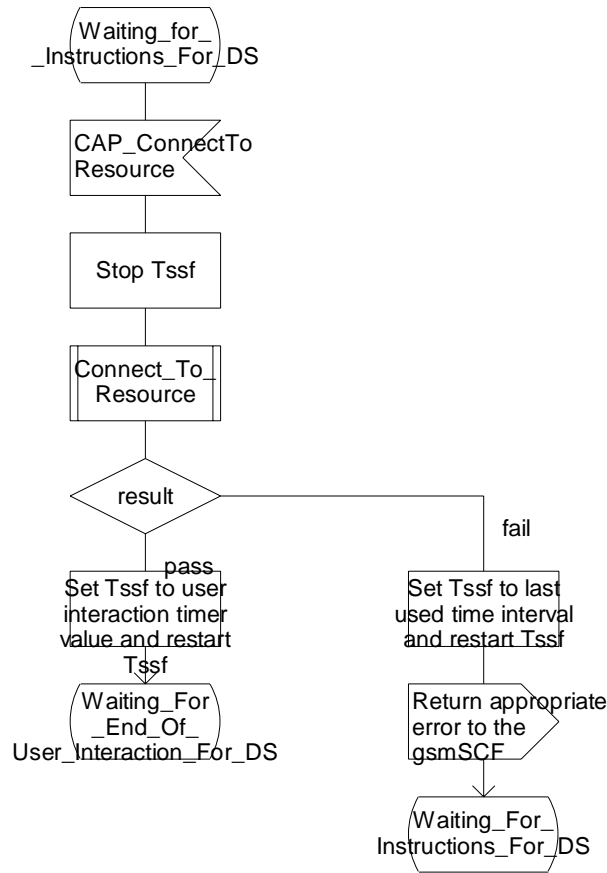 Waiting_for_
_Instructions_For_DS
CAP_ConnectTo
Resource
Stop Tssf
Connect_To_
Resource
result
fail
pass
Set Tssf to user
interaction timer
value and restart
Tssf
Set Tssf to last
used time interval
and restart Tssf
Waiting_For
_End_Of_
User_Interaction_For_DS
Return appropriate
error to the
gsmSCF
Waiting_For_
Instructions_For_DS